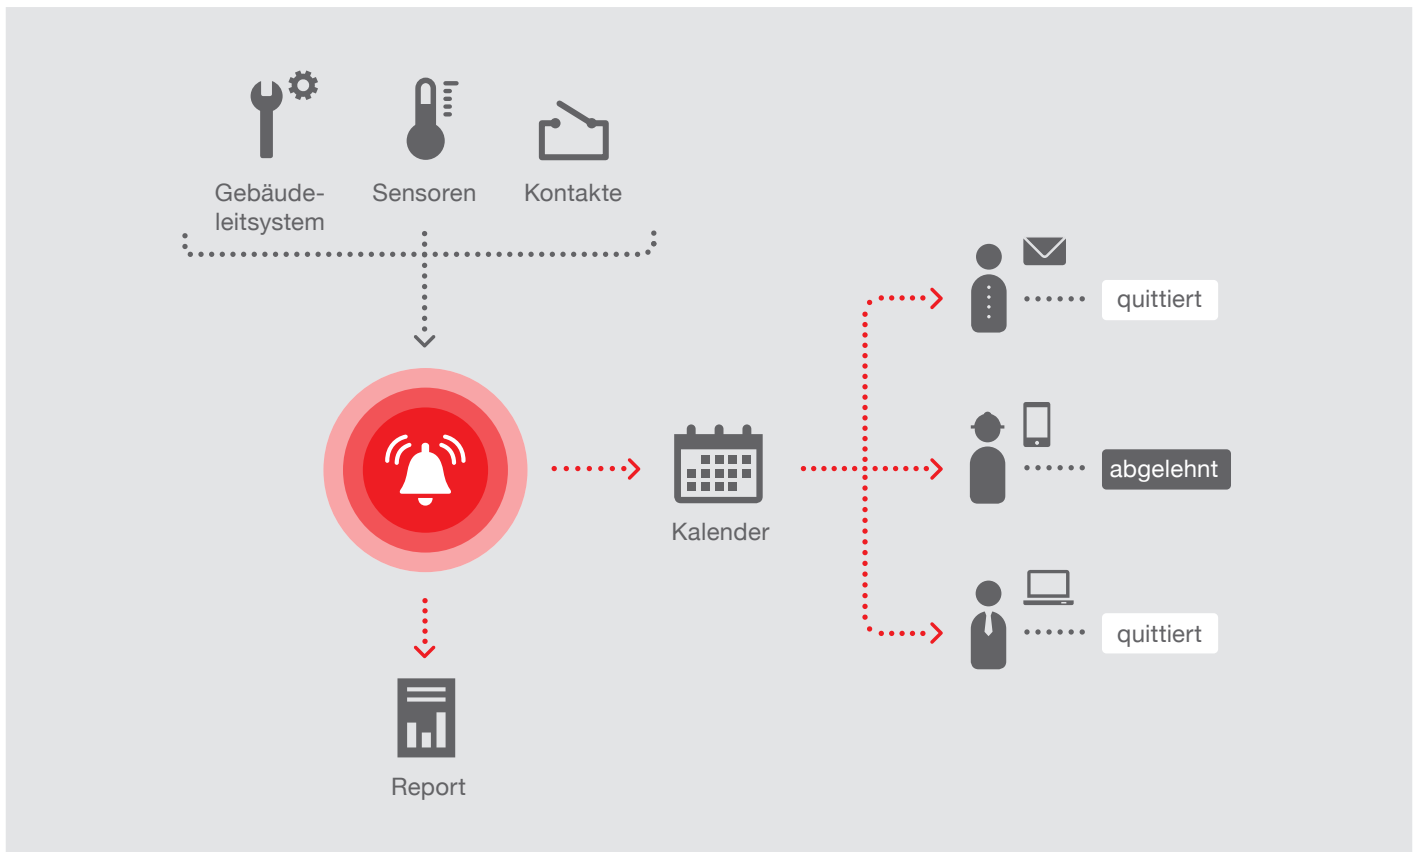 Gebäude-
leitsystem
Sensoren
Kontakte
quittiert
abgelehnt
Kalender
quittiert
Report